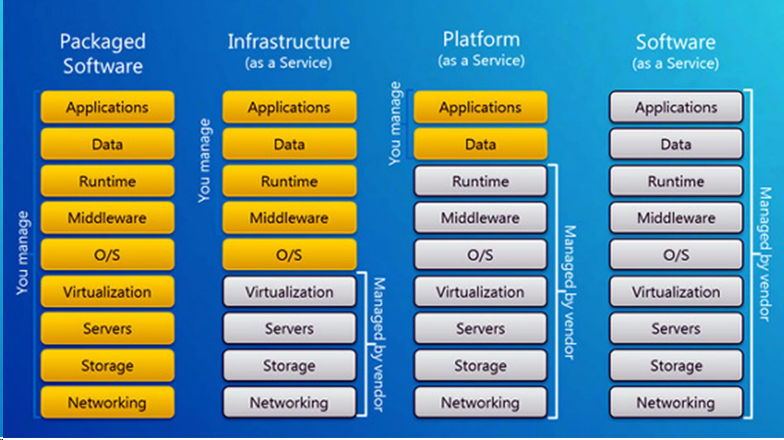 Packaged
Software
You manage
Applications
Data
Runtime
Middleware
O/S
Virtualization
Servers
Storage
Networking
Infrastructure
(as a Service)
You manage
Applications
Data
Runtime
Middleware
O/S
Virtualization
Servers
Storage
Networking
Managed by vendor
Platform
(as a Service)
You manage
Applications
Data
Runtime
Middleware
O/S
Virtualization
Servers
Storage
Networking
Managed by vendor
Software
(as a Service)
Applications
Data
Runtime
Middleware
O/S
Virtualization
Servers
Storage
Networking
Managed by vendor